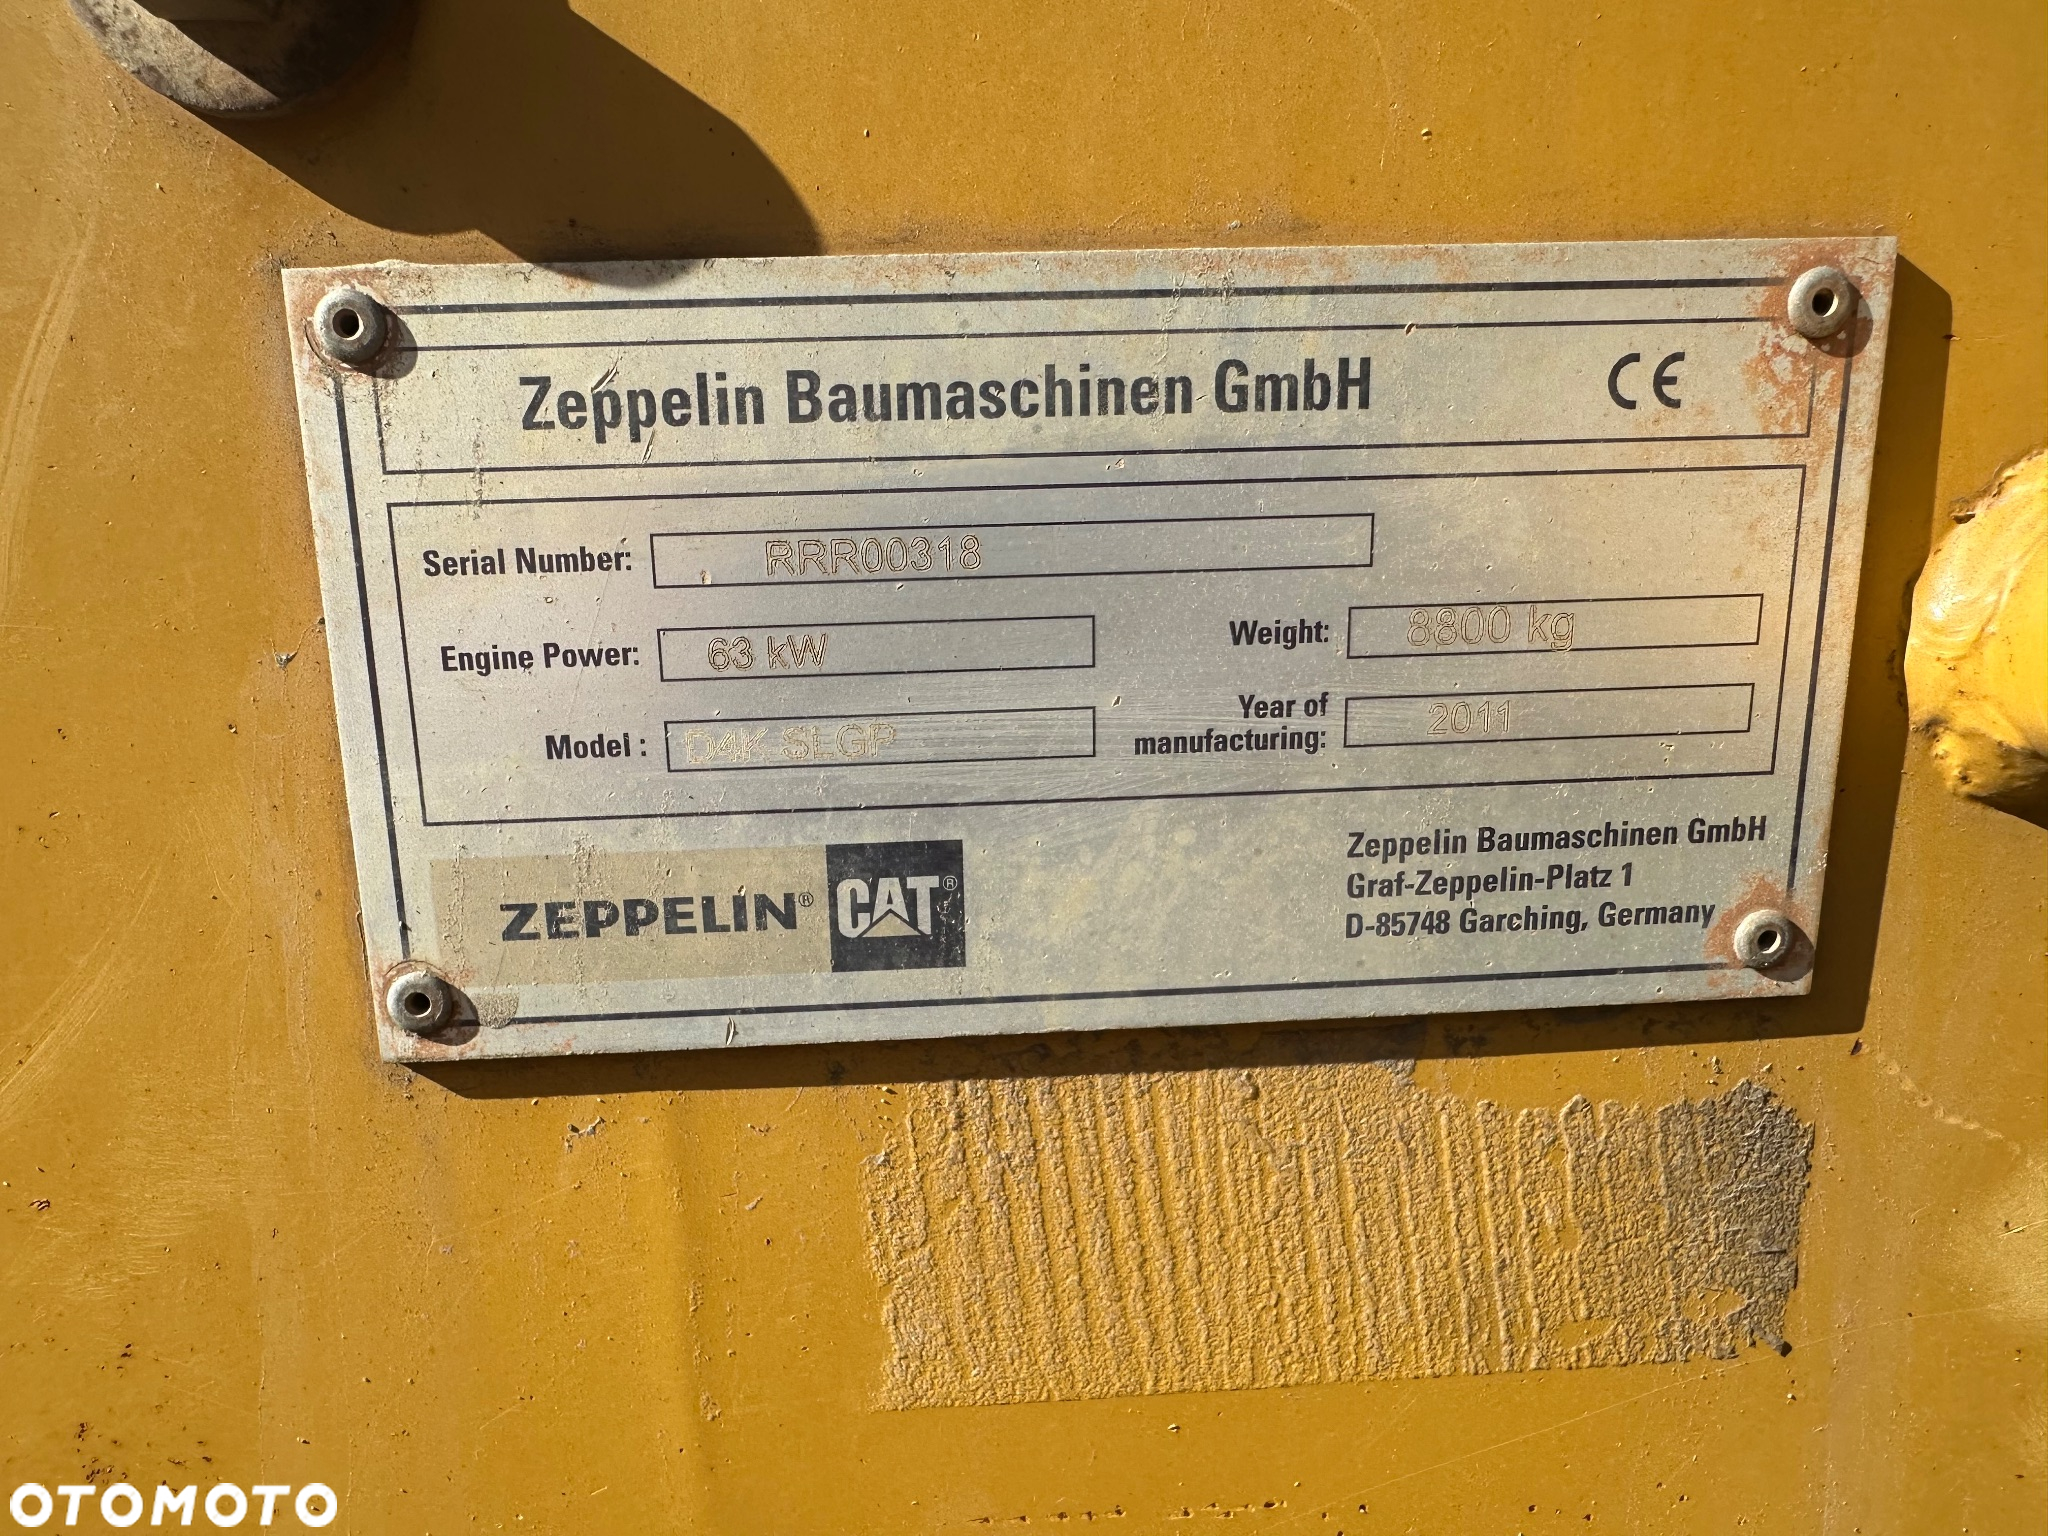 Zeppelin Baumaschinen GmbH CE
Serial Number: RRR00318
Engine Power: 63 kW
Weight: 8800 kg
Model : D4K SLGP
Year of
manufacturing: 2011
ZEPPELIN® CAT®
Zeppelin Baumaschinen GmbH
Graf-Zeppelin-Platz 1
D-85748 Garching, Germany
OTOMOTO